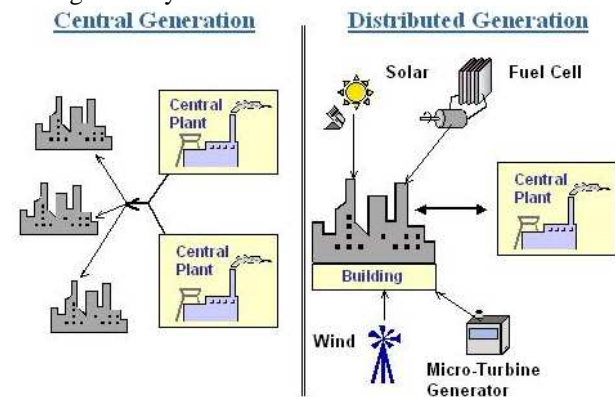 Central Generation
Central
Plant
Central
Plant
Distributed Generation
Solar
Fuel Cell
Central
Plant
Building
Wind
Micro-Turbine
Generator